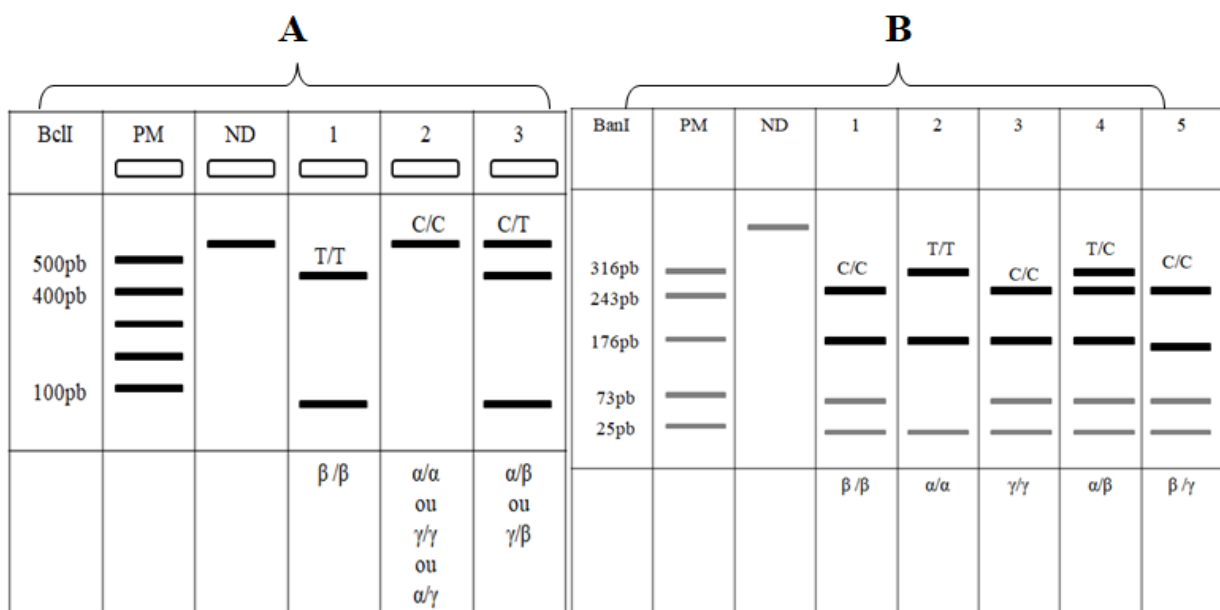 A
B
BclI PM ND 1 2 3
BanI PM ND 1 2 3 4 5
C/C C/T
T/T
500pb
400pb
100pb
T/T T/C
C/C C/C C/C
316pb
243pb
176pb
73pb
25pb
β/β α/α α/β
ou ou
γ/γ γ/β
ou
α/γ
β/β α/α γ/γ α/β β/γ